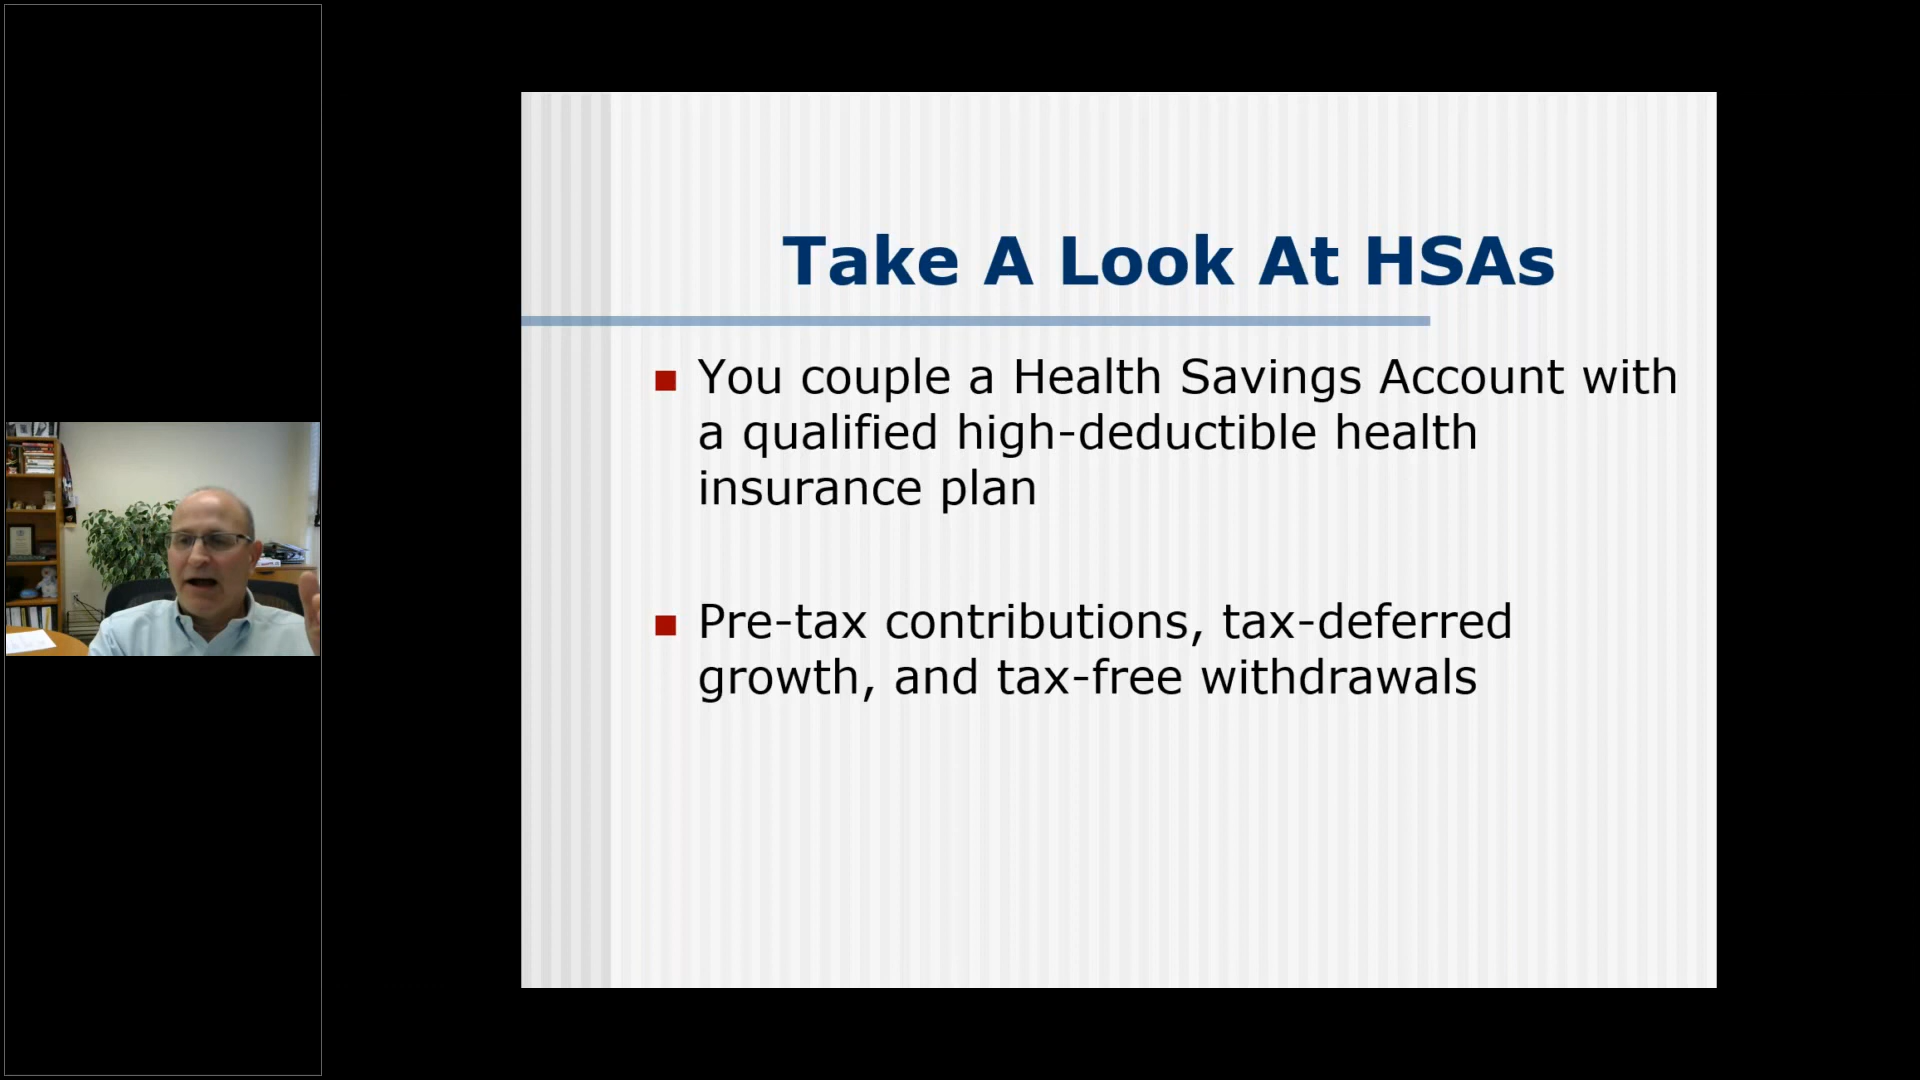 Take A Look At HSAs
You couple a Health Savings Account with
a qualified high-deductible health
insurance plan
Pre-tax contributions, tax-deferred
growth, and tax-free withdrawals